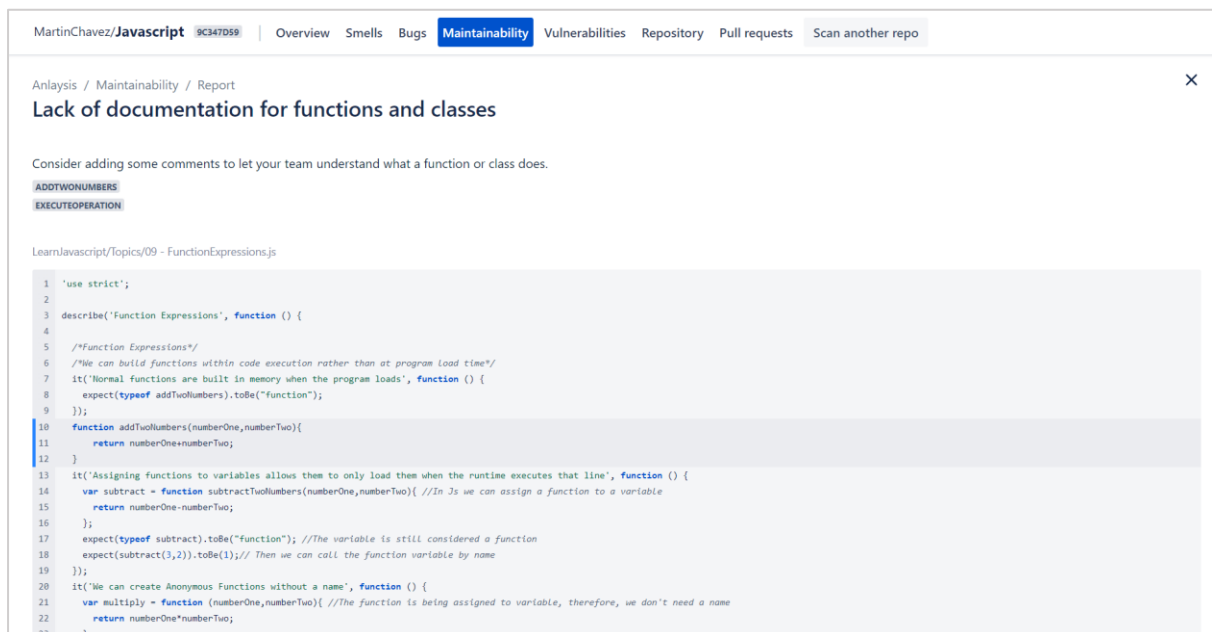 MartinChavez/Javascript 9C347D59 Overview Smells Bugs Maintainability Vulnerabilities Repository Pull requests Scan another repo
Anlaysis / Maintainability / Report
Lack of documentation for functions and classes
Consider adding some comments to let your team understand what a function or class does.
ADDTWONUMBERS
EXECUTEOPERATION
LearnJavascript/Topics/09 - FunctionExpressions.js
1 'use strict';
2
3 describe('Function Expressions', function () {
4
5 /*Function Expressions*/
6 /*We can build functions within code execution rather than at program load time*/
7 it('Normal functions are built in memory when the program loads', function () {
8 expect(typeof addTwoNumbers).toBe("function");
9 });
10 function addTwoNumbers(numberOne,numberTwo){
11 return numberOne+numberTwo;
12 }
13 it('Assigning functions to variables allows them to only load them when the runtime executes that line', function () {
14 var subtract = function subtractTwoNumbers(numberOne,numberTwo){ //In Js we can assign a function to a variable
15 return numberOne-numberTwo;
16 };
17 expect(typeof subtract).toBe("function"); //The variable is still considered a function
18 expect(subtract(3,2)).toBe(1);// Then we can call the function variable by name
19 });
20 it('We can create Anonymous Functions without a name', function () {
21 var multiply = function (numberOne,numberTwo){ //The function is being assigned to variable, therefore, we don't need a name
22 return numberOne*numberTwo;